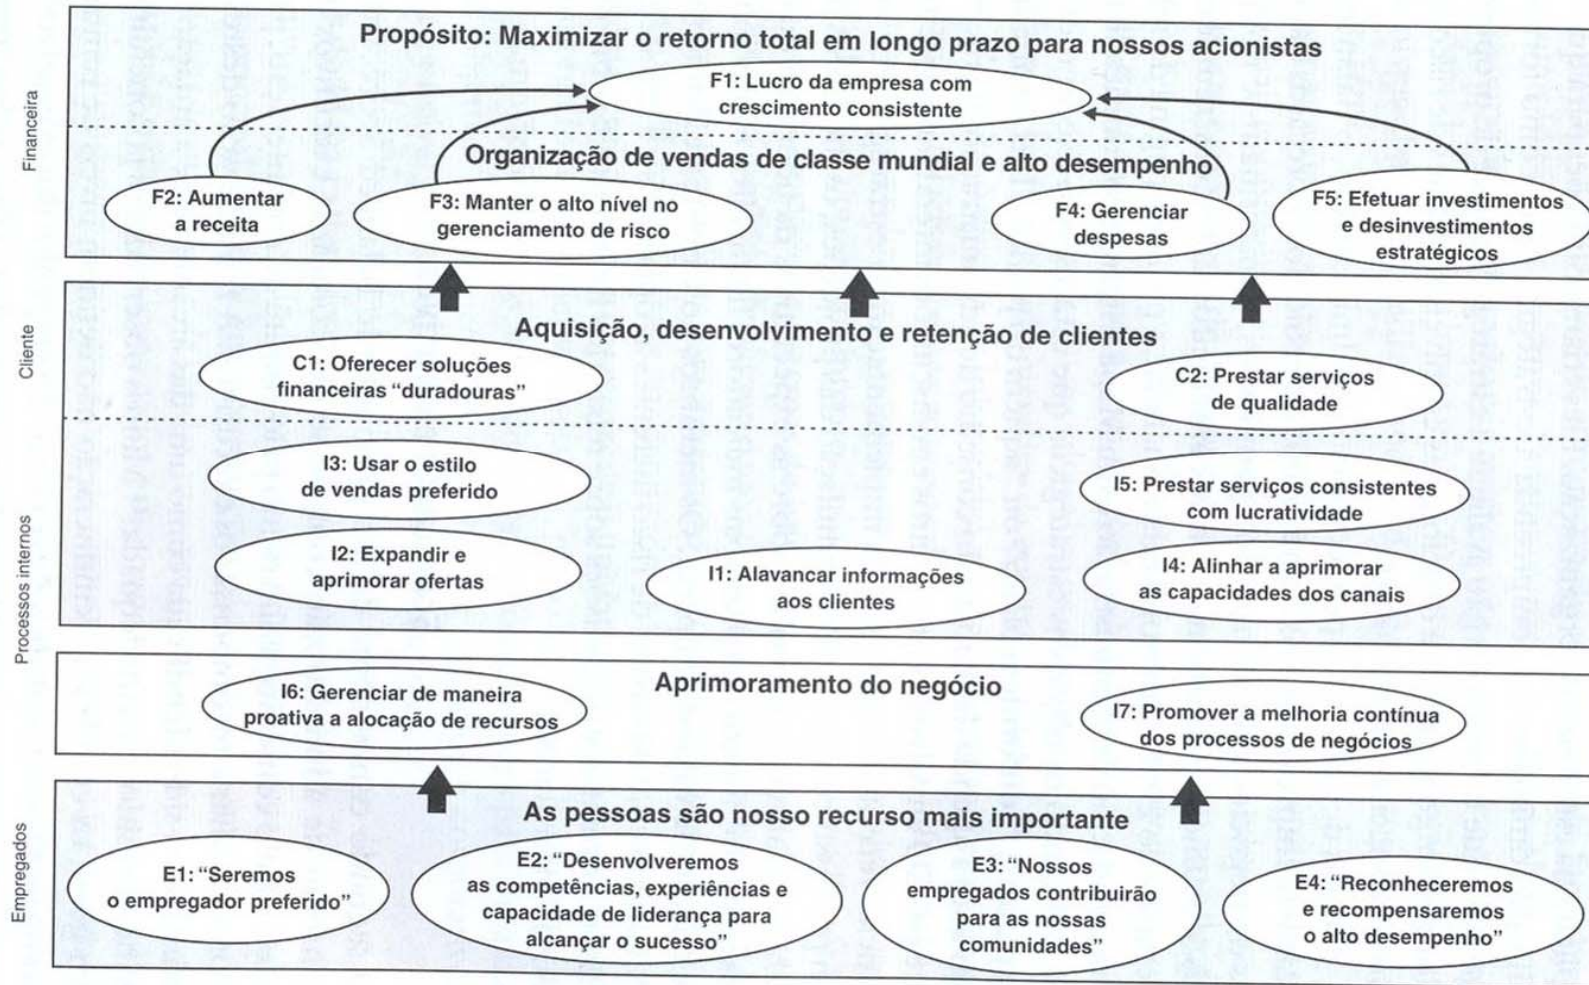 Propósito: Maximizar o retorno total em longo prazo para nossos acionistas
F1: Lucro da empresa com
crescimento consistente
Financeira
Organização de vendas de classe mundial e alto desempenho
F2: Aumentar
a receita
F3: Manter o alto nível no
gerenciamento de risco
F4: Gerenciar
despesas
F5: Efetuar investimentos
e desinvestimentos
estratégicos
Cliente
Aquisição, desenvolvimento e retenção de clientes
C1: Oferecer soluções
financeiras “duradouras”
C2: Prestar serviços
de qualidade
Processos internos
I3: Usar o estilo
de vendas preferido
I5: Prestar serviços consistentes
com lucratividade
I2: Expandir e
aprimorar ofertas
I1: Alavancar informações
aos clientes
I4: Alinhar a aprimorar
as capacidades dos canais
Aprimoramento do negócio
I6: Gerenciar de maneira
proativa a alocação de recursos
I7: Promover a melhoria contínua
dos processos de negócios
Empregados
As pessoas são nosso recurso mais importante
E1: “Seremos
o empregador preferido”
E2: “Desenvolveremos
as competências, experiências e
capacidade de liderança para
alcançar o sucesso”
E3: “Nossos
empregados contribuirão
para as nossas
comunidades”
E4: “Reconheceremos
e recompensaremos
o alto desempenho”